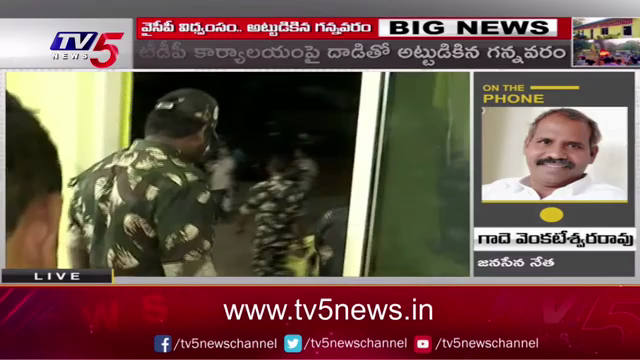 వైసీపీ విధ్వంసం.. అట్టుడికిన గన్నవరం
BIG NEWS
TV5
NEWS
టీడీపీ కార్యాలయంపై దాడితో అట్టుడికిన గన్నవరం
ON THE
PHONE
గాదె వెంకటేశ్వరరావు
జనసేన నేత
LIVE
www.tv5news.in
/tv5newschannel
/tv5newschannel
/tv5newschannel